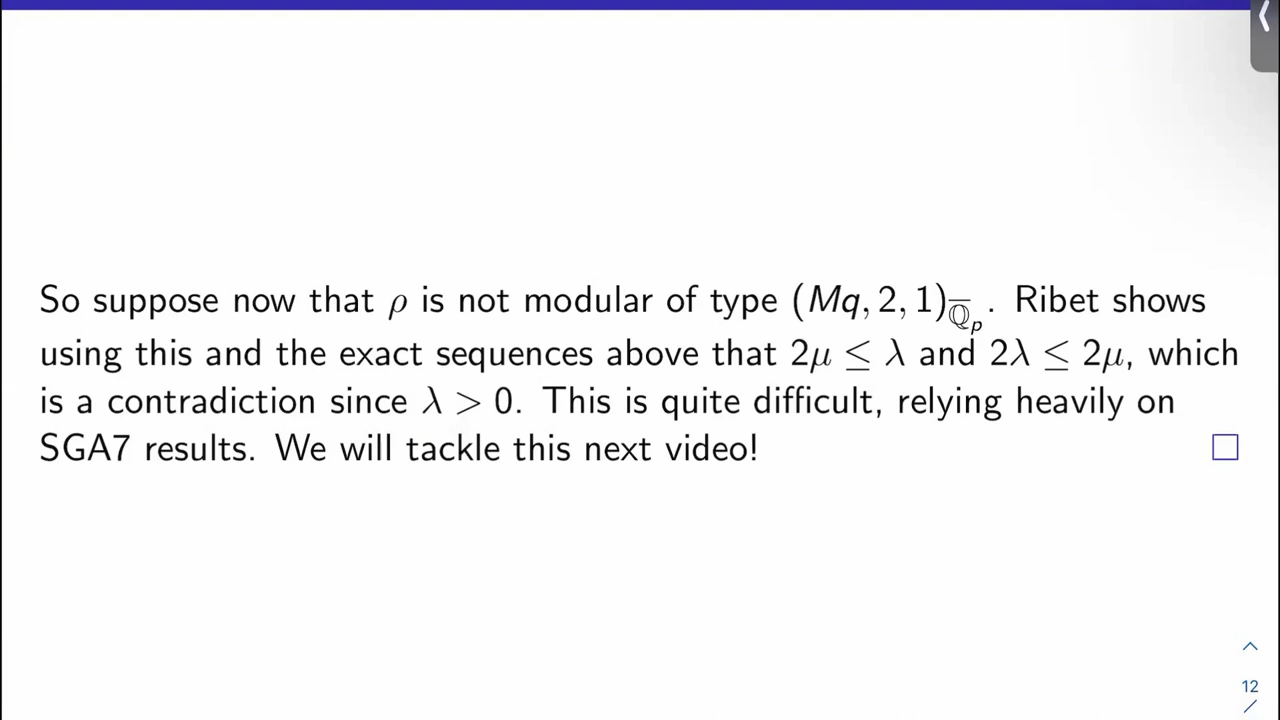 So suppose now that ρ is not modular of type (Mq, 2, 1)_{\overline{ℚ}_p}. Ribet shows
using this and the exact sequences above that 2μ ≤ λ and 2λ ≤ 2μ, which
is a contradiction since λ > 0. This is quite difficult, relying heavily on
SGA7 results. We will tackle this next video! □
12
/